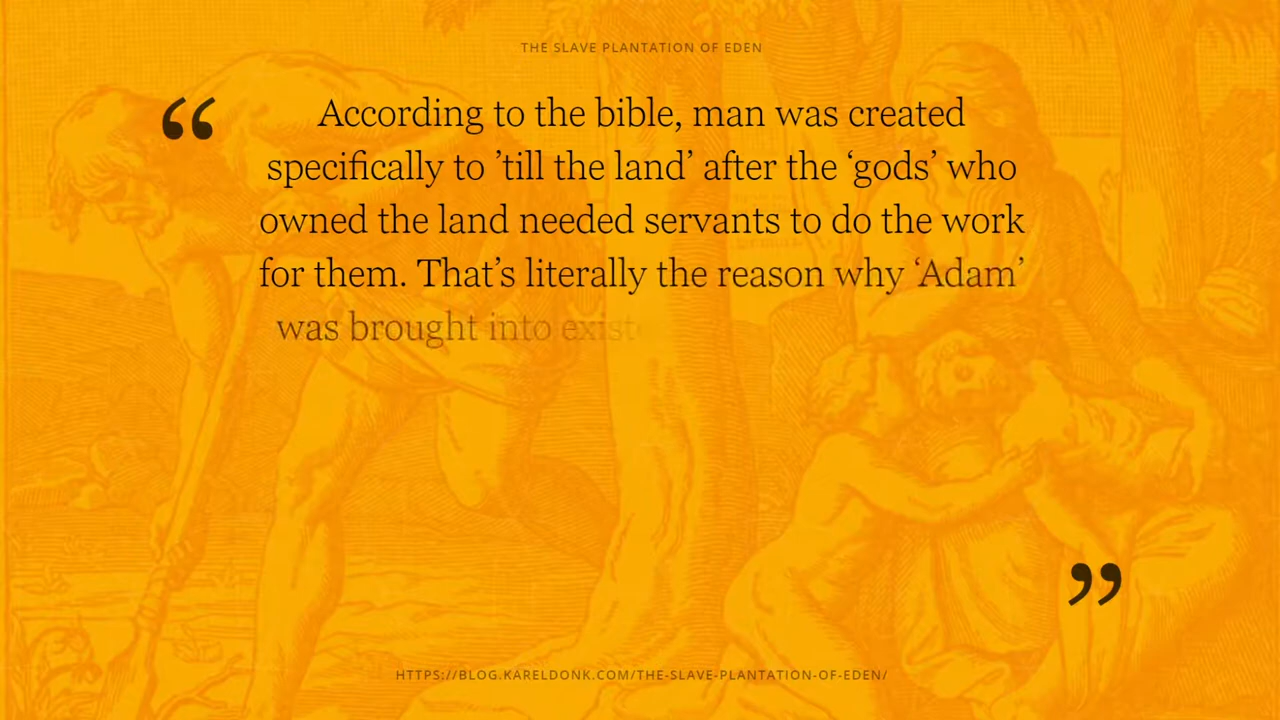 THE SLAVE PLANTATION OF EDEN
“ According to the bible, man was created
specifically to ’till the land’ after the ‘gods’ who
owned the land needed servants to do the work
for them. That’s literally the reason why ‘Adam’
was brought into
”
HTTPS://BLOG.KARELDONK.COM/THE-SLAVE-PLANTATION-OF-EDEN/